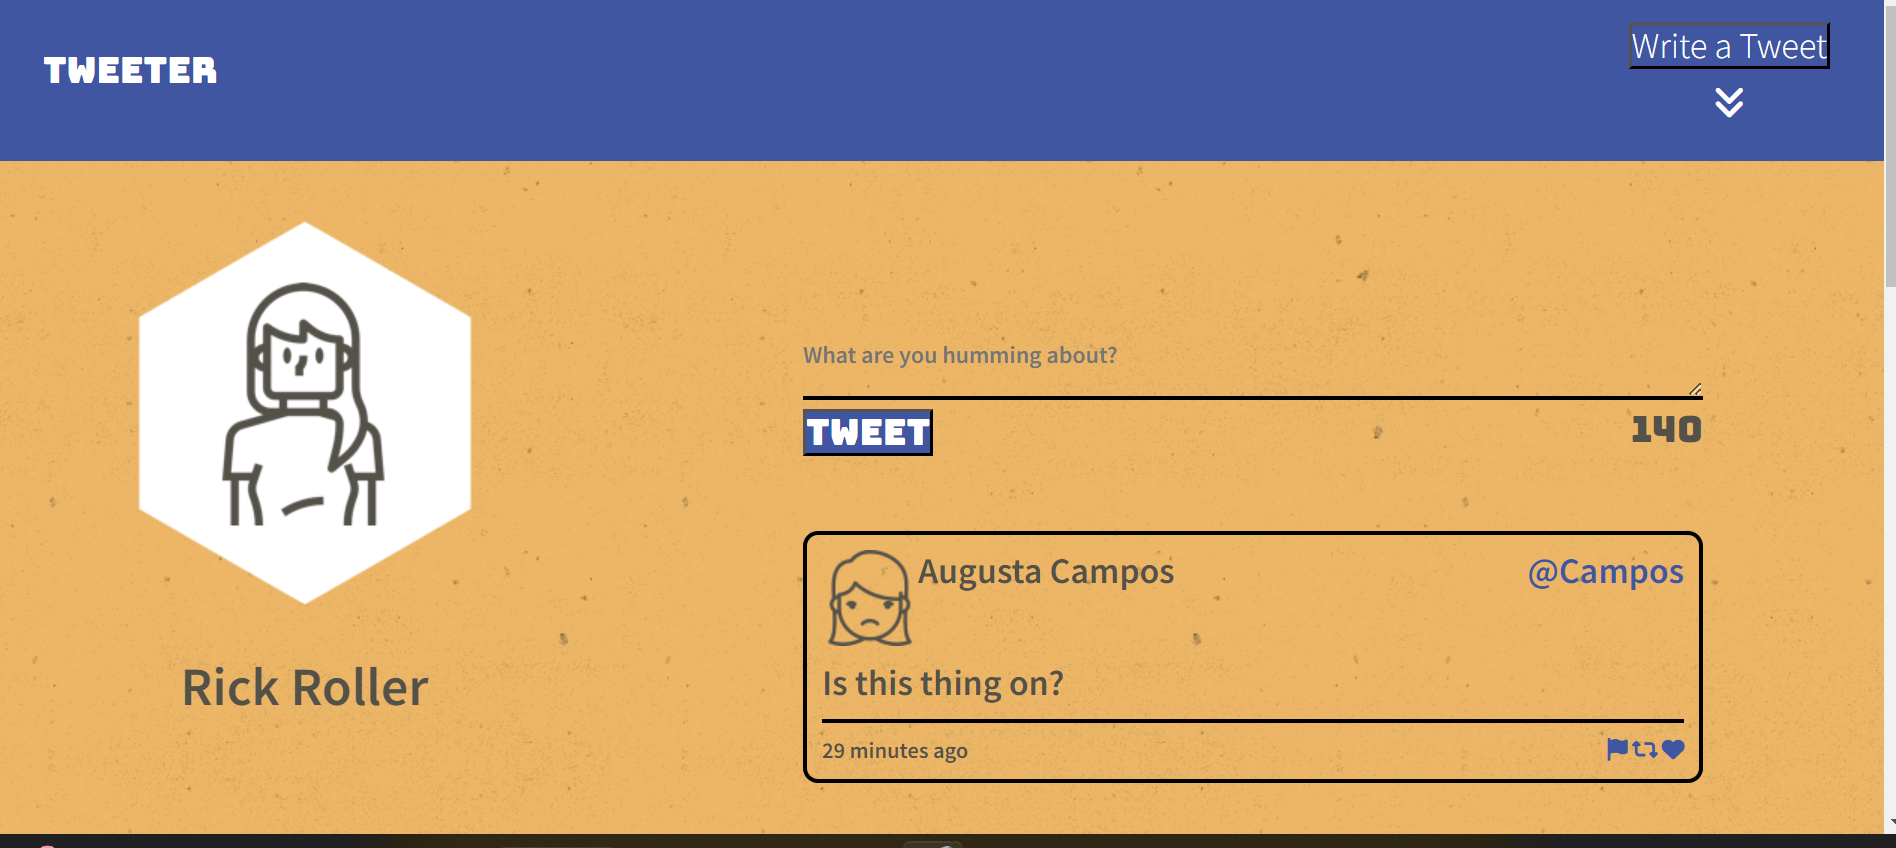 TWEETER
Write a Tweet
Rick Roller
What are you humming about?
TWEET
140
Augusta Campos
@Campos
Is this thing on?
29 minutes ago